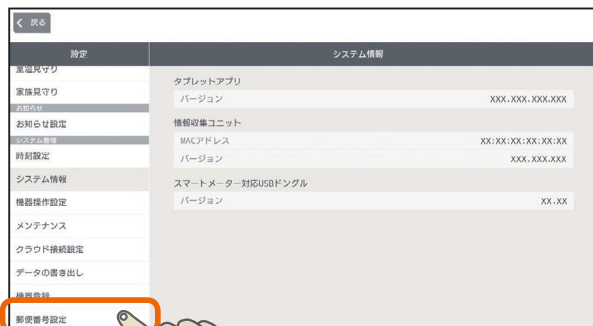 戻る
設定
システム情報
室温見守り
家族見守り
お知らせ
お知らせ設定
システム管理
時刻設定
システム情報
機器操作設定
メンテナンス
クラウド接続設定
データの書き出し
機器登録
郵便番号設定
タブレットアプリ
バージョン XXX.XXX.XXX.XXX
情報収集ユニット
MACアドレス XX:XX:XX:XX:XX:XX
バージョン XXX.XXX.XXX
スマートメーター対応USBドングル
バージョン XX.XX